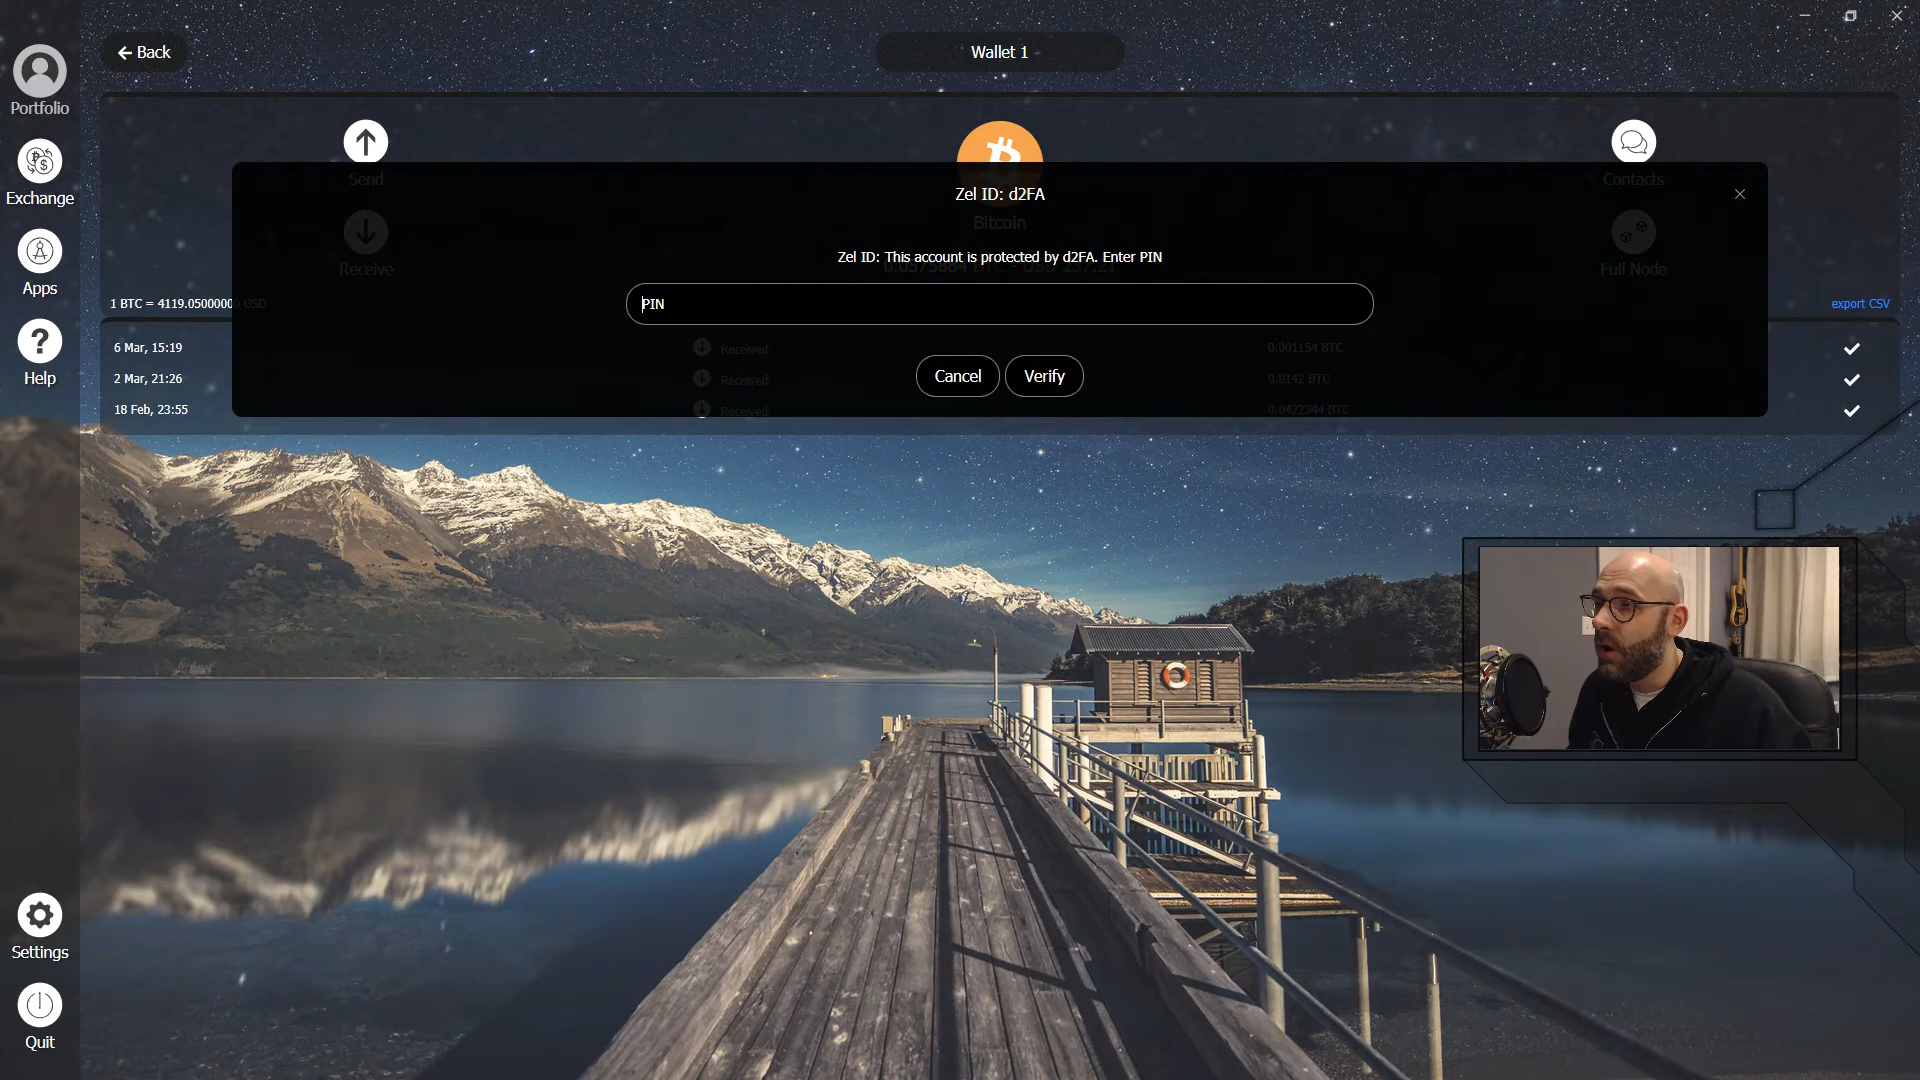 Back
Wallet 1
Portfolio
Exchange
Apps
Help
Settings
Quit
Send
Contacts
Zel ID: d2FA
Bitcoin
Zel ID: This account is protected by d2FA. Enter PIN
Receive
Full Node
1 BTC = 4119.05000000 USD
PIN
export CSV
6 Mar, 15:19
Received
0.001154 BTC
2 Mar, 21:26
Received
0.0142 BTC
18 Feb, 23:55
Received
0.0422344 BTC
Cancel
Verify